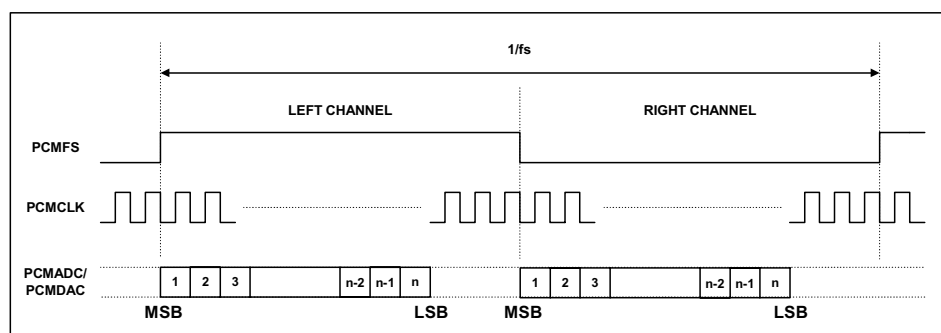 1/fs
LEFT CHANNEL RIGHT CHANNEL
PCMFS
PCMCLK
PCMADC/
PCMDAC
1 2 3 n-2 n-1 n 1 2 3 n-2 n-1 n
MSB LSB MSB LSB